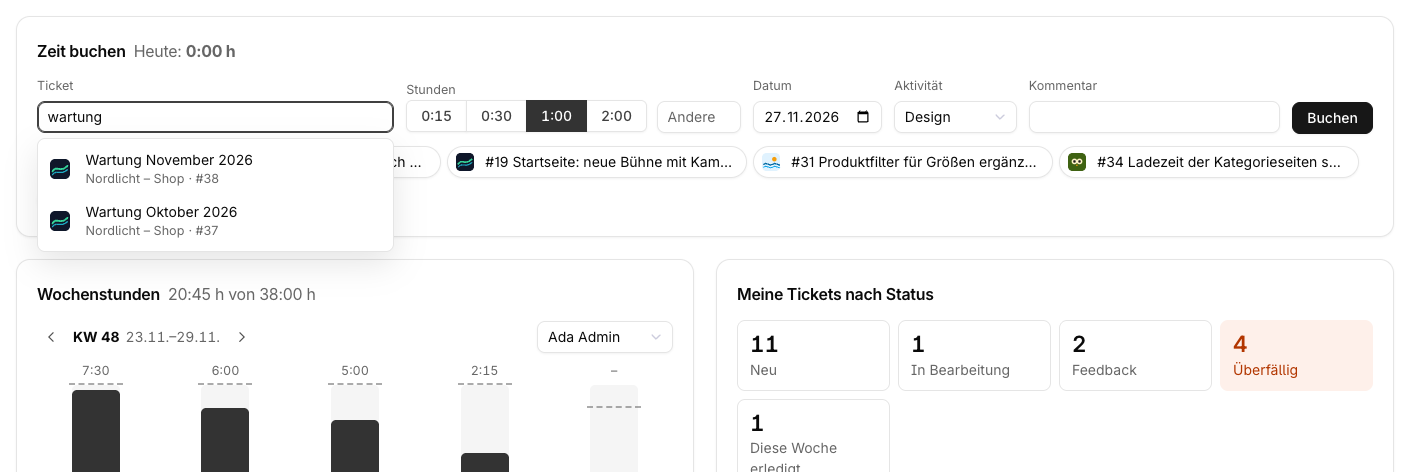 Zeit buchen Heute: 0:00 h
Ticket Stunden Datum Aktivität Kommentar
wartung 0:15 0:30 1:00 2:00 Andere 27.11.2026 Design Buchen
Wartung November 2026
Nordlicht – Shop · #38
Wartung Oktober 2026
Nordlicht – Shop · #37
ch ... #19 Startseite: neue Bühne mit Kam... #31 Produktfilter für Größen ergänz... #34 Ladezeit der Kategorieseiten s...
Wochenstunden 20:45 h von 38:00 h
KW 48 23.11.–29.11. Ada Admin
7:30 6:00 5:00 2:15 –
Meine Tickets nach Status
11 1 2 4
Neu In Bearbeitung Feedback Überfällig
1
Diese Woche
erledigt